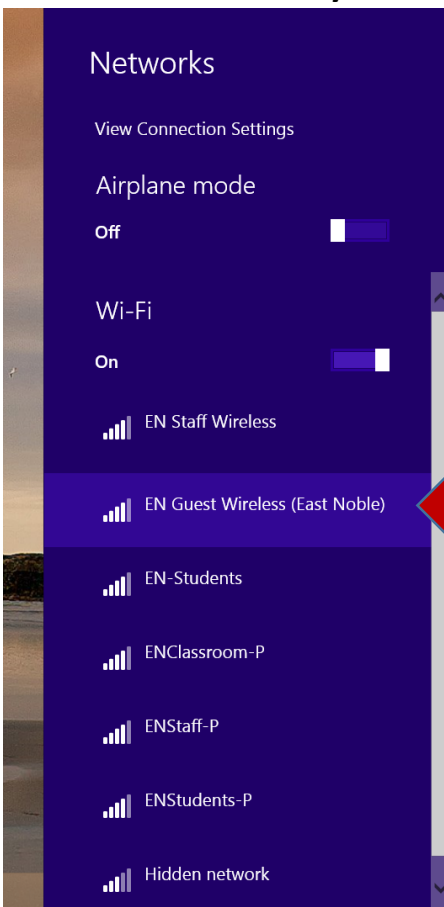 Networks
View Connection Settings
Airplane mode
Off
Wi-Fi
On
EN Staff Wireless
EN Guest Wireless (East Noble)
EN-Students
ENClassroom-P
ENStaff-P
ENStudents-P
Hidden network